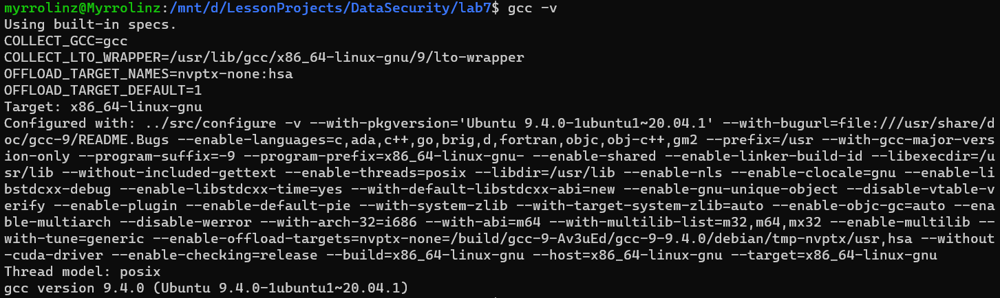 myrrolinz@Myrrolinz:/mnt/d/LessonProjects/DataSecurity/lab7$ gcc -v
Using built-in specs.
COLLECT_GCC=gcc
COLLECT_LTO_WRAPPER=/usr/lib/gcc/x86_64-linux-gnu/9/lto-wrapper
OFFLOAD_TARGET_NAMES=nvptx-none:hsa
OFFLOAD_TARGET_DEFAULT=1
Target: x86_64-linux-gnu
Configured with: ../src/configure -v --with-pkgversion='Ubuntu 9.4.0-1ubuntu1~20.04.1' --with-bugurl=file:///usr/share/d
oc/gcc-9/README.Bugs --enable-languages=c,ada,c++,go,brig,d,fortran,objc,obj-c++,gm2 --prefix=/usr --with-gcc-major-vers
ion-only --program-suffix=-9 --program-prefix=x86_64-linux-gnu- --enable-shared --enable-linker-build-id --libexecdir=/u
sr/lib --without-included-gettext --enable-threads=posix --libdir=/usr/lib --enable-nls --enable-clocale=gnu --enable-li
bstdcxx-debug --enable-libstdcxx-time=yes --with-default-libstdcxx-abi=new --enable-gnu-unique-object --disable-vtable-v
erify --enable-plugin --enable-default-pie --with-system-zlib --with-target-system-zlib=auto --enable-objc-gc=auto --ena
ble-multiarch --disable-werror --with-arch-32=i686 --with-abi=m64 --with-multilib-list=m32,m64,mx32 --enable-multilib --
with-tune=generic --enable-offload-targets=nvptx-none=/build/gcc-9-Av3uEd/gcc-9-9.4.0/debian/tmp-nvptx/usr,hsa --without
-cuda-driver --enable-checking=release --build=x86_64-linux-gnu --host=x86_64-linux-gnu --target=x86_64-linux-gnu
Thread model: posix
gcc version 9.4.0 (Ubuntu 9.4.0-1ubuntu1~20.04.1)